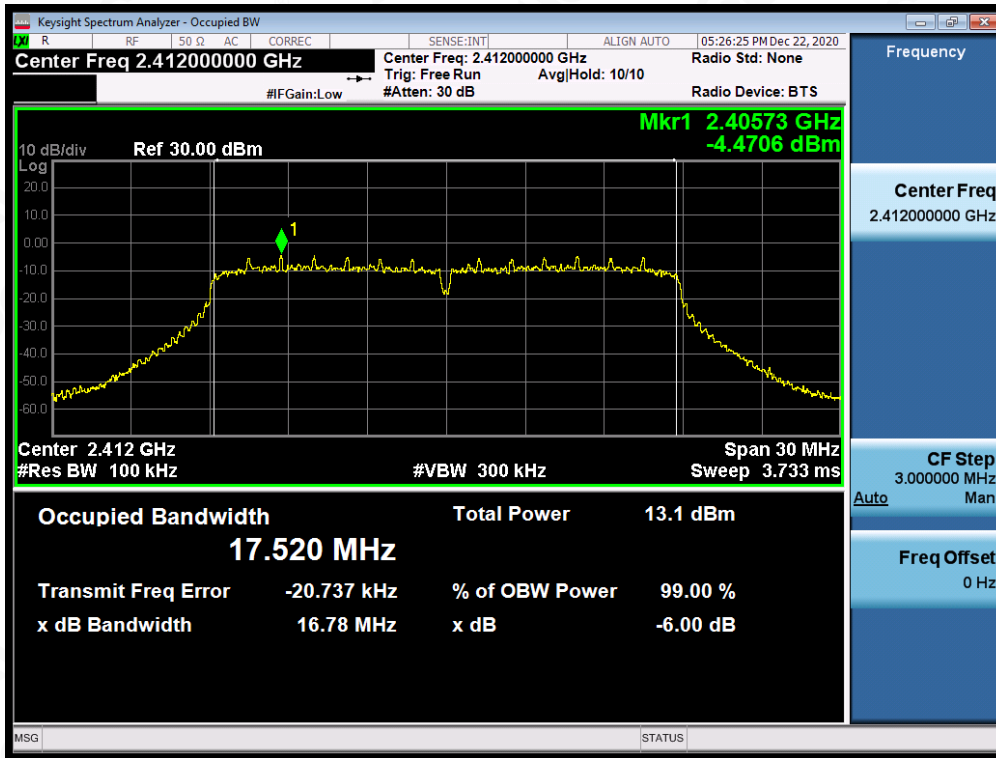 Keysight Spectrum Analyzer - Occupied BW
LXI R RF 50 Ω AC CORREC SENSE:INT ALIGN AUTO 05:26:25 PM Dec 22, 2020
Center Freq 2.412000000 GHz
Center Freq: 2.412000000 GHz Radio Std: None
Trig: Free Run Avg|Hold: 10/10
#IFGain:Low #Atten: 30 dB Radio Device: BTS
Frequency
Mkr1 2.40573 GHz
-4.4706 dBm
10 dB/div Ref 30.00 dBm
Log
20.0
10.0
0.00
-10.0
-20.0
-30.0
-40.0
-50.0
-60.0
1
Center 2.412 GHz Span 30 MHz
#Res BW 100 kHz #VBW 300 kHz Sweep 3.733 ms
Center Freq
2.412000000 GHz
CF Step
3.000000 MHz
Auto Man
Freq Offset
0 Hz
Occupied Bandwidth Total Power 13.1 dBm
17.520 MHz
Transmit Freq Error -20.737 kHz % of OBW Power 99.00 %
x dB Bandwidth 16.78 MHz x dB -6.00 dB
MSG STATUS